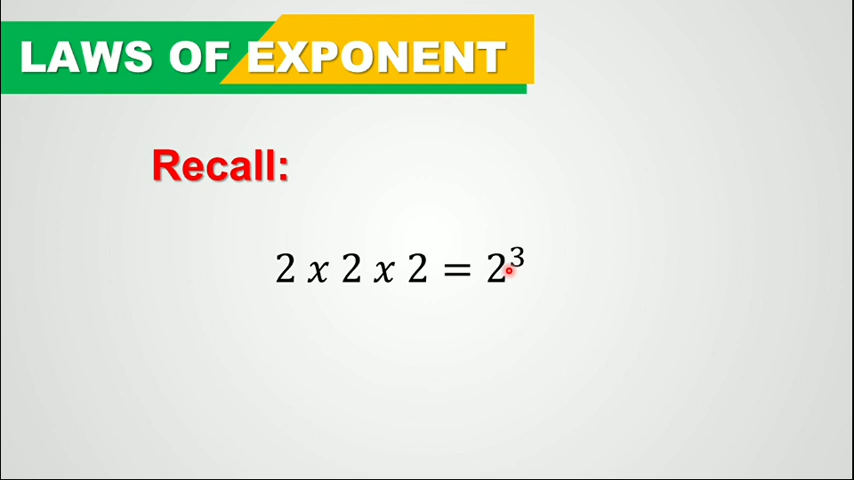 LAWS OF EXPONENT
Recall:
2 x 2 x 2 = 2³